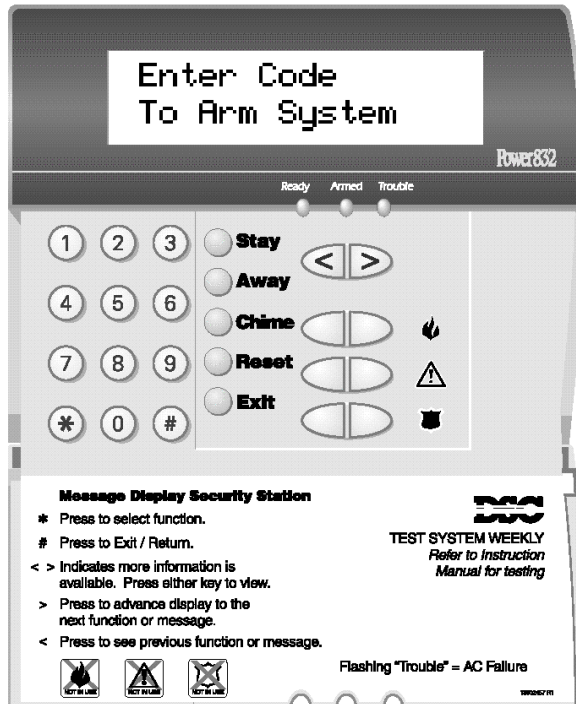 Enter Code
To Arm System
Power832
Ready Armed Trouble
1 2 3
Stay
< >
Away
4 5 6
Chime
7 8 9
Reset
* 0 #
Exit
Message Display Security Station
* Press to select function.
# Press to Exit / Return.
< > Indicates more information is
available. Press either key to view.
> Press to advance display to the
next function or message.
< Press to see previous function or message.
DSC
TEST SYSTEM WEEKLY
Refer to Instruction
Manual for testing
NOT IN USE NOT IN USE NOT IN USE
Flashing "Trouble" = AC Failure